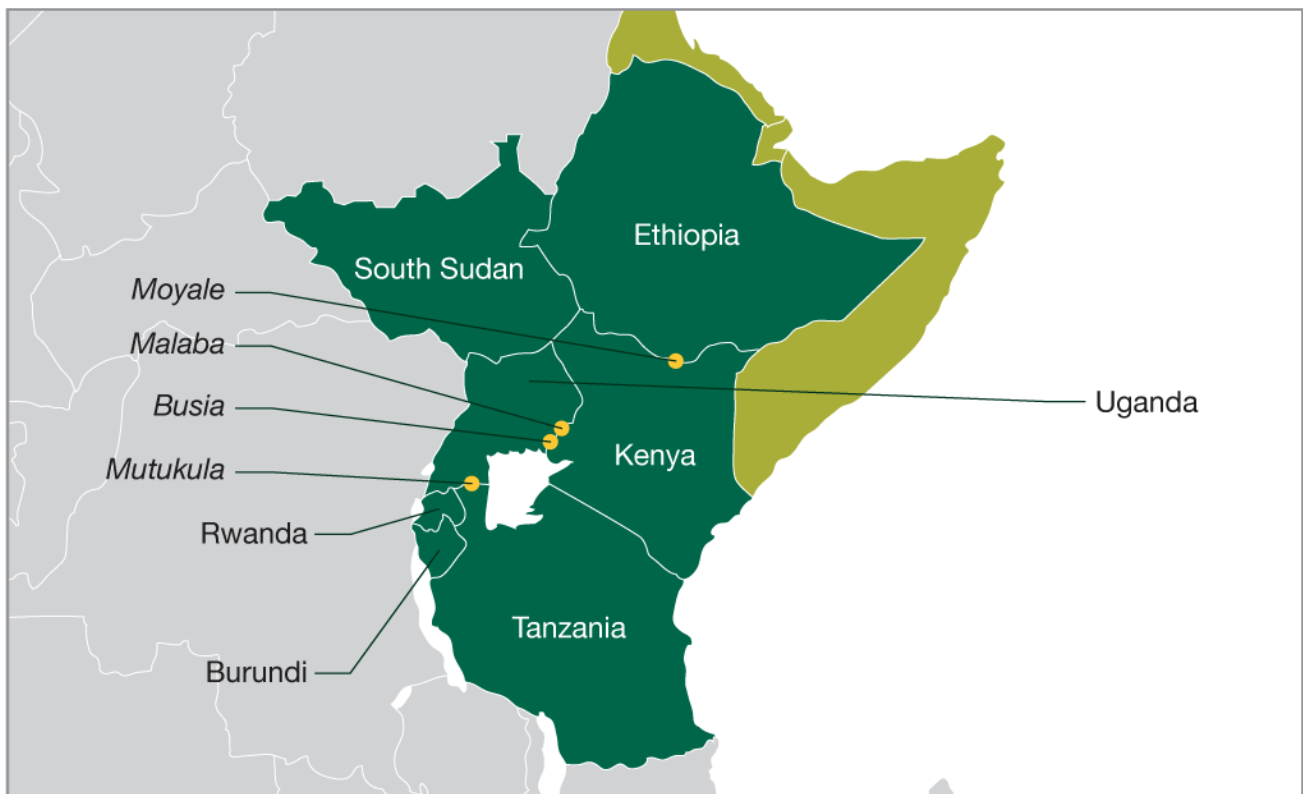 Ethiopia
South Sudan
Moyale
Malaba
Uganda
Busia
Kenya
Mutukula
Rwanda
Tanzania
Burundi